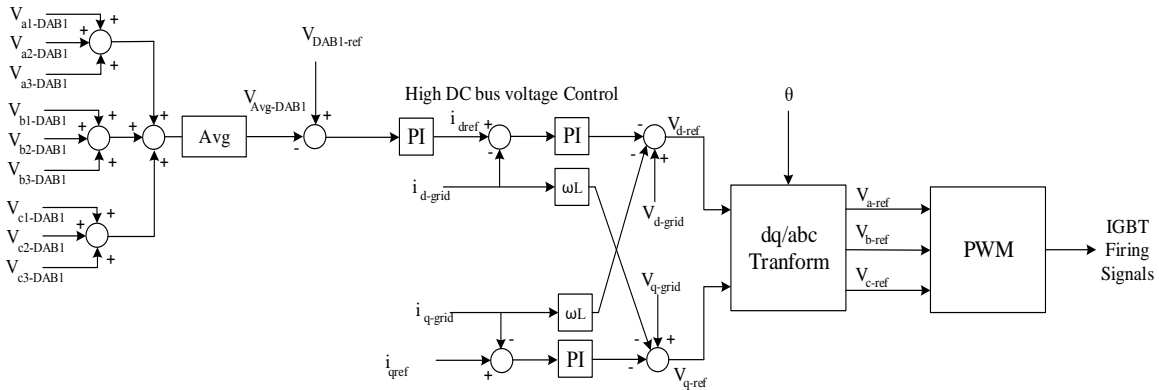 Va1-DAB1
+
Va2-DAB1
+
Va3-DAB1
+
Vb1-DAB1
+
Vb2-DAB1
+
Vb3-DAB1
+
Vc1-DAB1
+
Vc2-DAB1
+
Vc3-DAB1
+
+
+
+
Avg
VAvg-DAB1
-
VDAB1-ref
+
High DC bus voltage Control
PI
idref
+
-
PI
id-grid
ωL
-
-
+
Vd-ref
Vd-grid
iq-grid
ωL
Vq-grid
iqref
+
-
PI
-
-
+
Vq-ref
θ
dq/abc
Tranform
Va-ref
Vb-ref
Vc-ref
PWM
IGBT
Firing
Signals